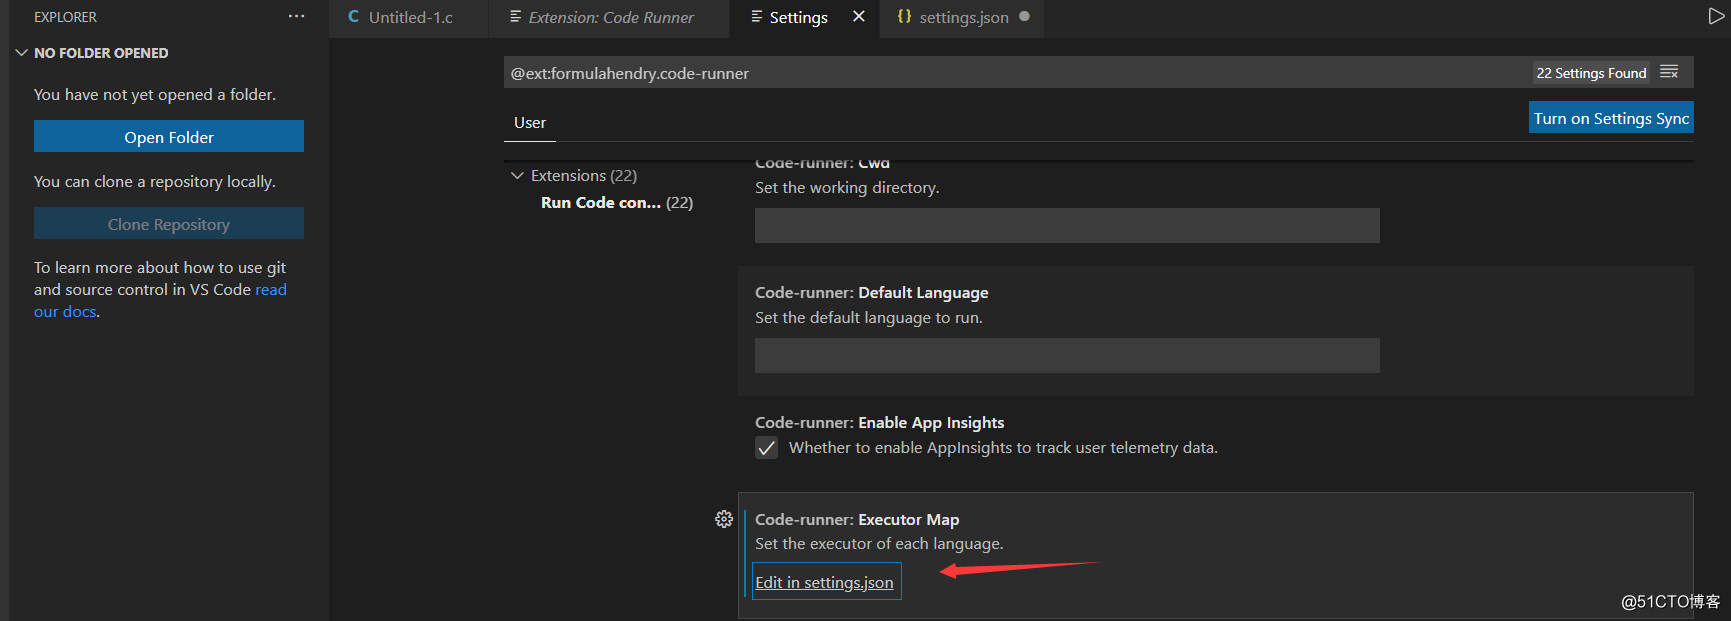 EXPLORER
Untitled-1.c
Extension: Code Runner
Settings
settings.json
NO FOLDER OPENED
You have not yet opened a folder.
Open Folder
You can clone a repository locally.
Clone Repository
To learn more about how to use git
and source control in VS Code read
our docs.
@ext:formulahendry.code-runner
22 Settings Found
User
Turn on Settings Sync
Extensions (22)
Run Code con... (22)
Code-runner: Cwd
Set the working directory.
Code-runner: Default Language
Set the default language to run.
Code-runner: Enable App Insights
Whether to enable AppInsights to track user telemetry data.
Code-runner: Executor Map
Set the executor of each language.
Edit in settings.json
@51CTO博客